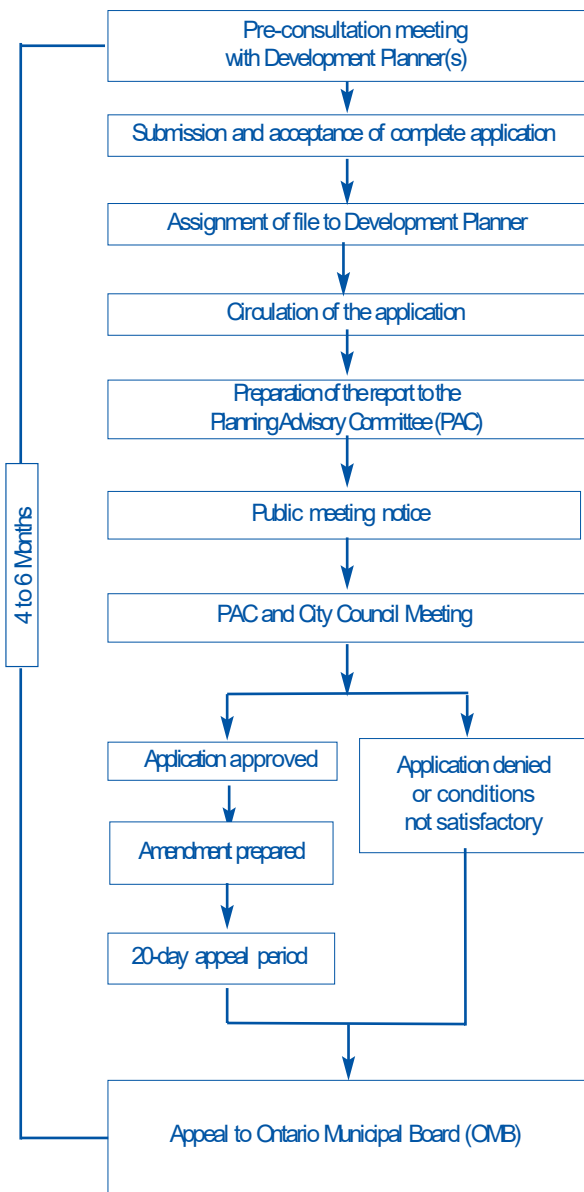 Pre-consultation meeting
with Development Planner(s)
Submission and acceptance of complete application
Assignment of file to Development Planner
Circulation of the application
Preparation of the report to the
Planning Advisory Committee (PAC)
Public meeting notice
4 to 6 Months
PAC and City Council Meeting
Application approved
Application denied
or conditions
not satisfactory
Amendment prepared
20-day appeal period
Appeal to Ontario Municipal Board (OMB)